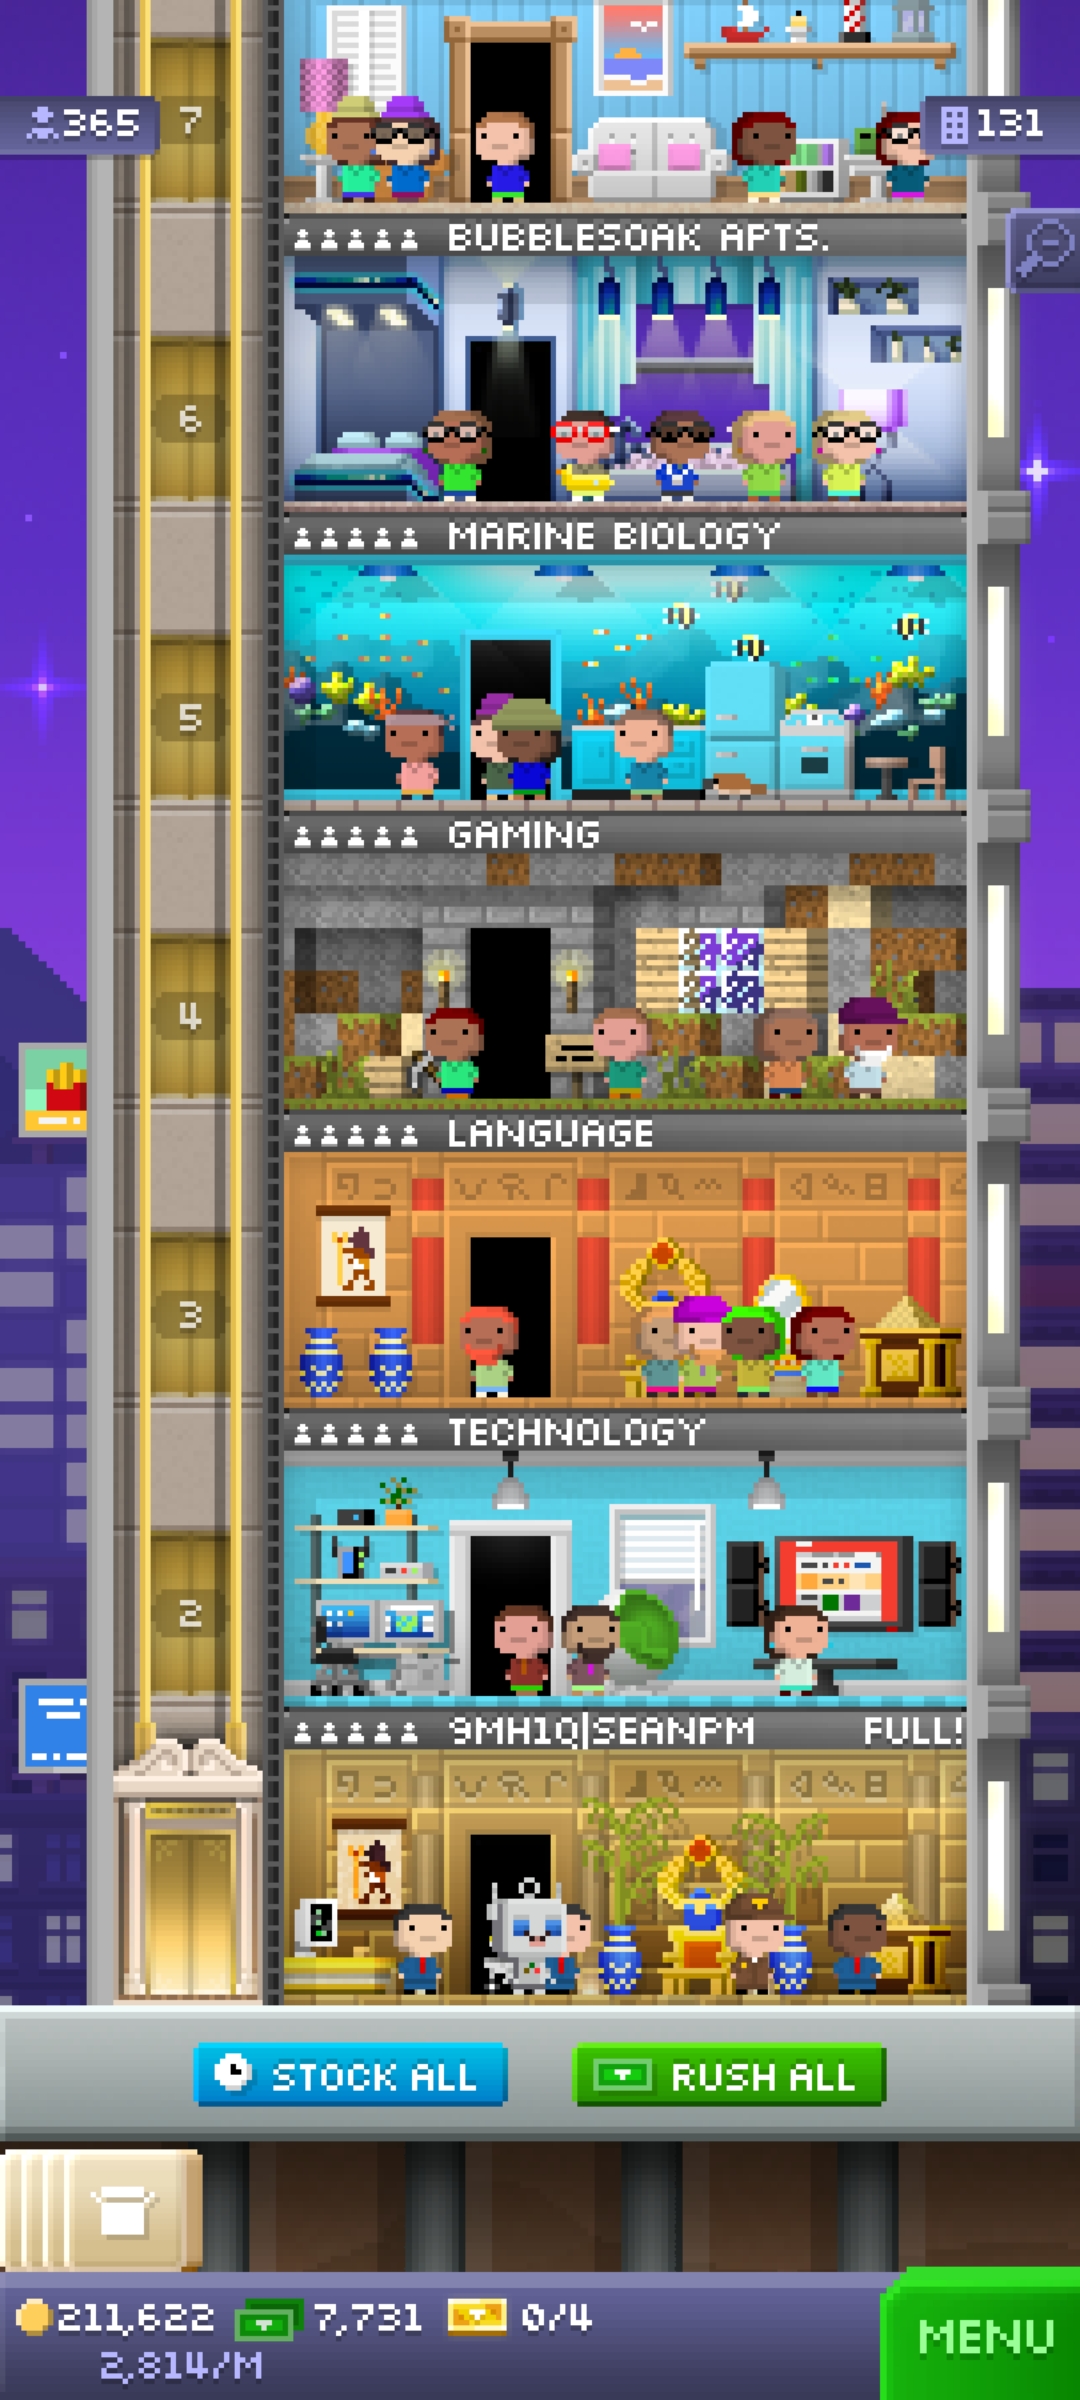 365
7
131
BUBBLESOAK APTS.
6
MARINE BIOLOGY
5
GAMING
4
LANGUAGE
3
TECHNOLOGY
2
9MH1Q|SEANPM FULL!
STOCK ALL
RUSH ALL
211,622 7,731 0/4
2,814/M
MENU